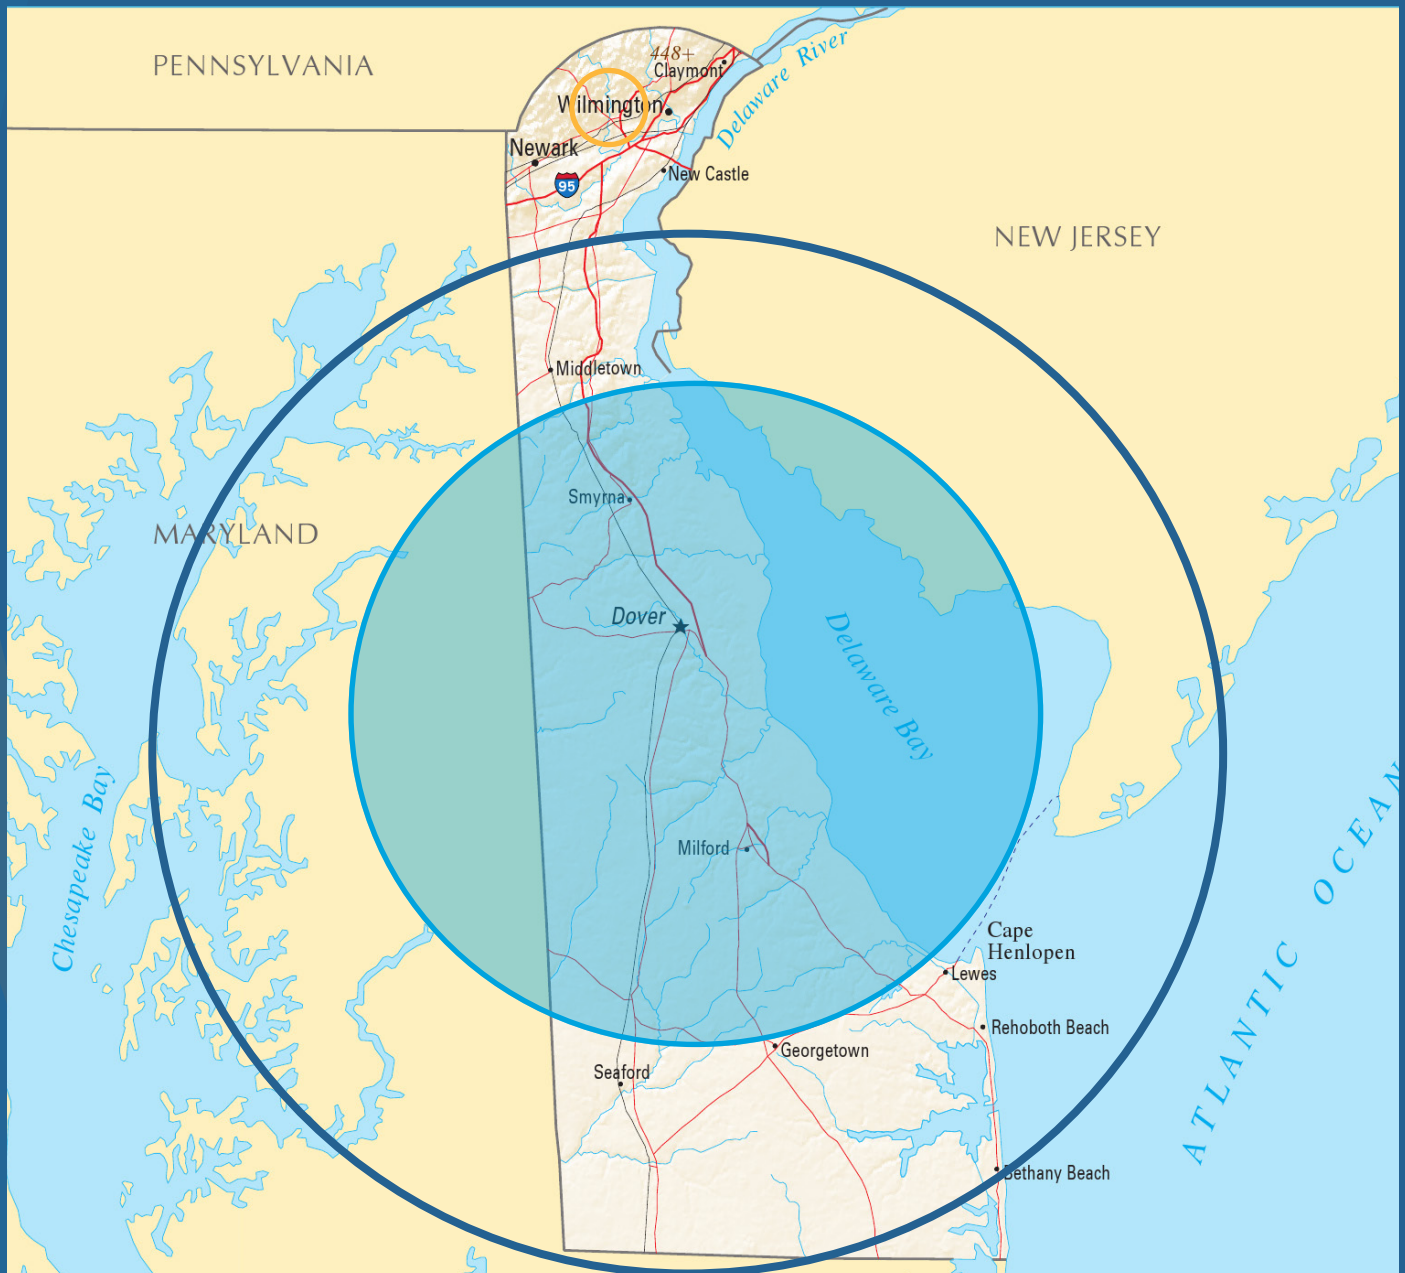 PENNSYLVANIA
448+
Claymont
Delaware River
Wilmington
Newark
95
New Castle
NEW JERSEY
Middletown
Smyrna
MARYLAND
Dover
Delaware Bay
Chesapeake Bay
Milford
Cape
Henlopen
Lewes
ATLANTIC OCEAN
Rehoboth Beach
Georgetown
Seaford
Bethany Beach